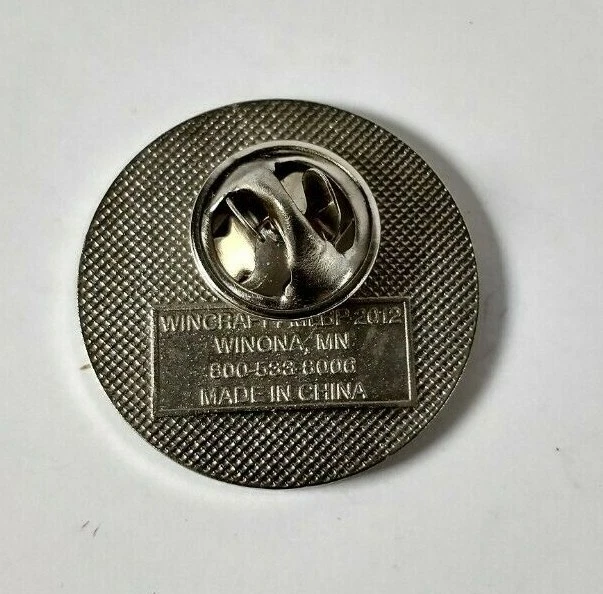 WINCRAFT MLBP 2012
WINONA, MN
800-533-8006
MADE IN CHINA